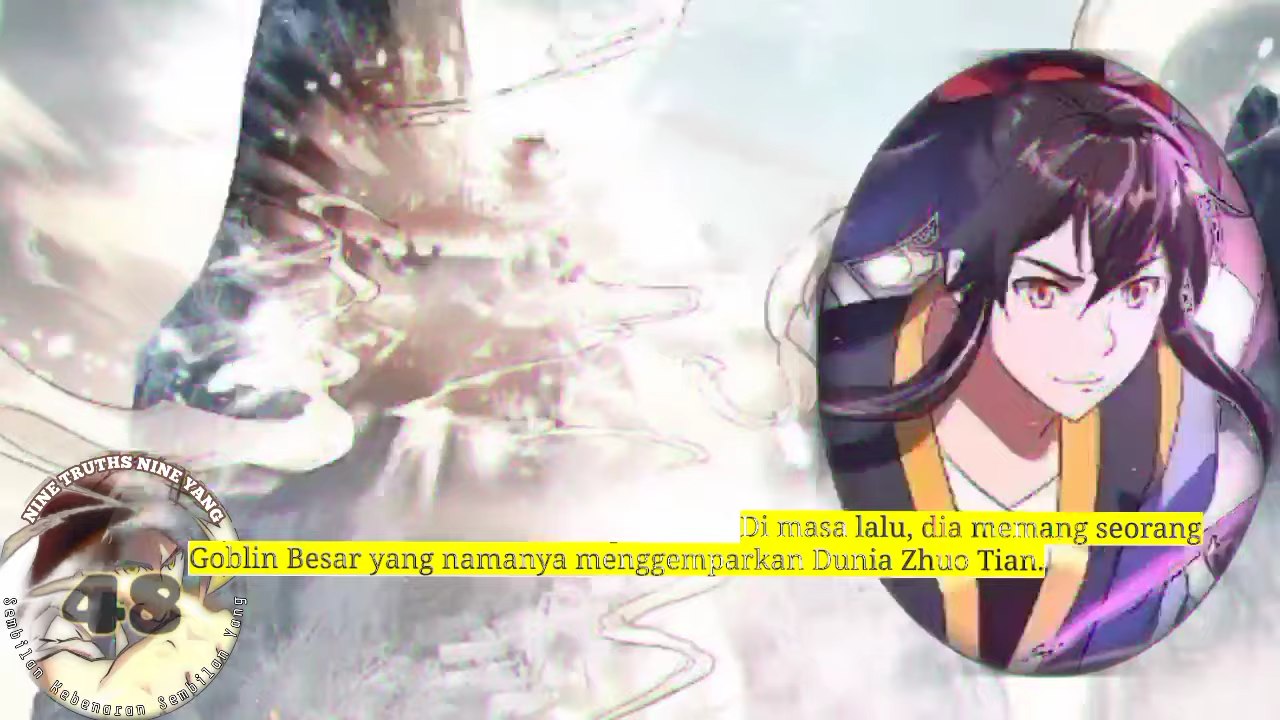 Di masa lalu, dia memang seorang
Goblin Besar yang namanya menggemparkan Dunia Zhuo Tian.
NINE TRUTHS NINE YANG
48
Sembilan Kebenaran Sembilan Yang